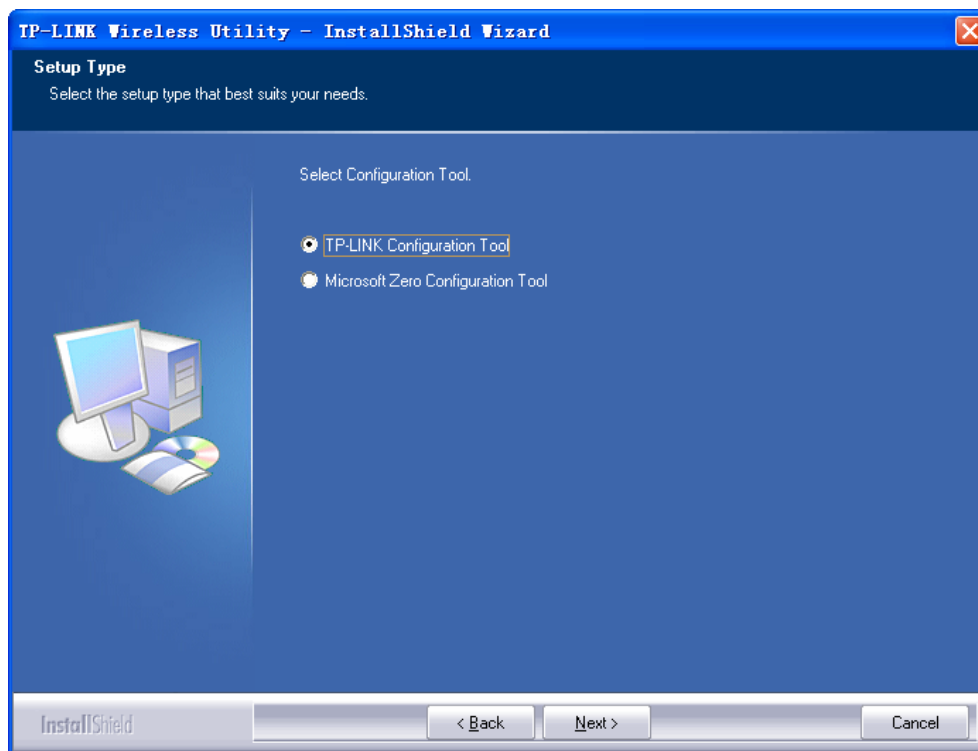 TP-LINK Wireless Utility - InstallShield Wizard
Setup Type
Select the setup type that best suits your needs.
Select Configuration Tool.
TP-LINK Configuration Tool
Microsoft Zero Configuration Tool
InstallShield
< Back
Next >
Cancel